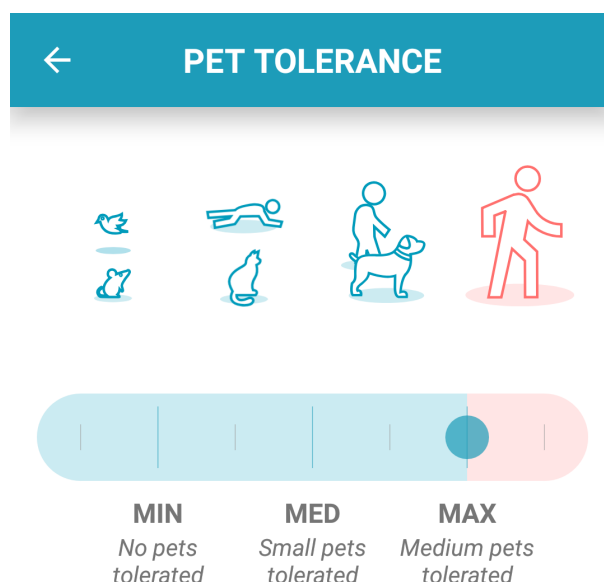 PET TOLERANCE
MIN
No pets
tolerated
MED
Small pets
tolerated
MAX
Medium pets
tolerated